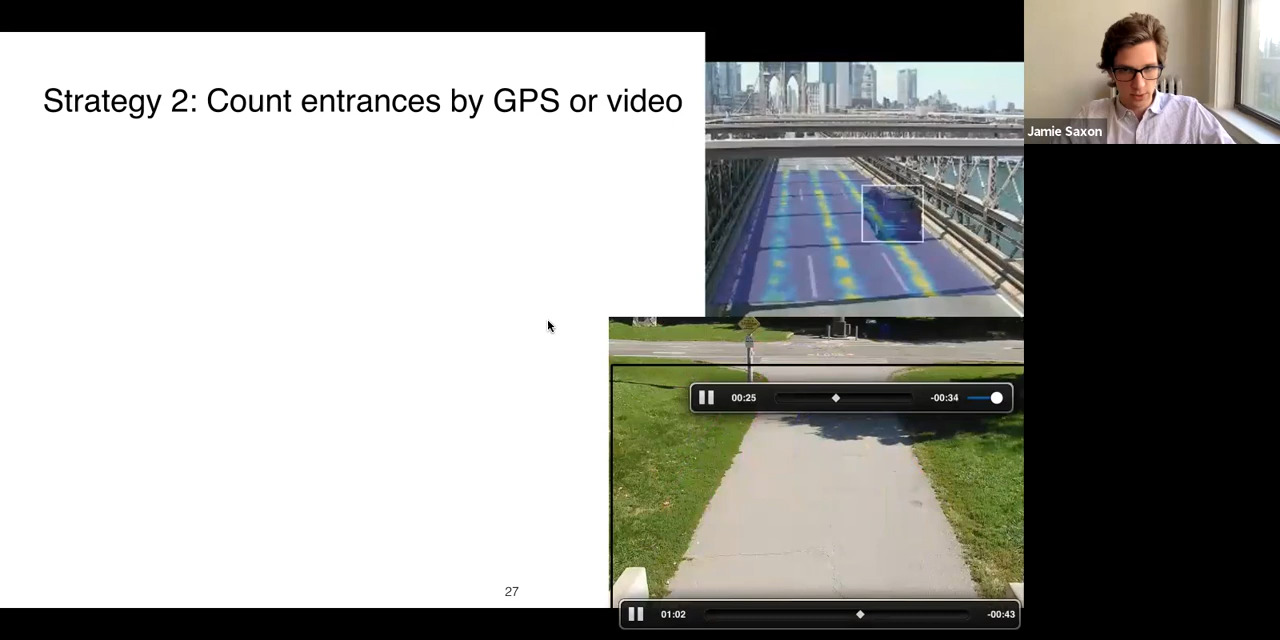 Strategy 2: Count entrances by GPS or video
Jamie Saxon
00:25
-00:34
27
01:02
-00:43